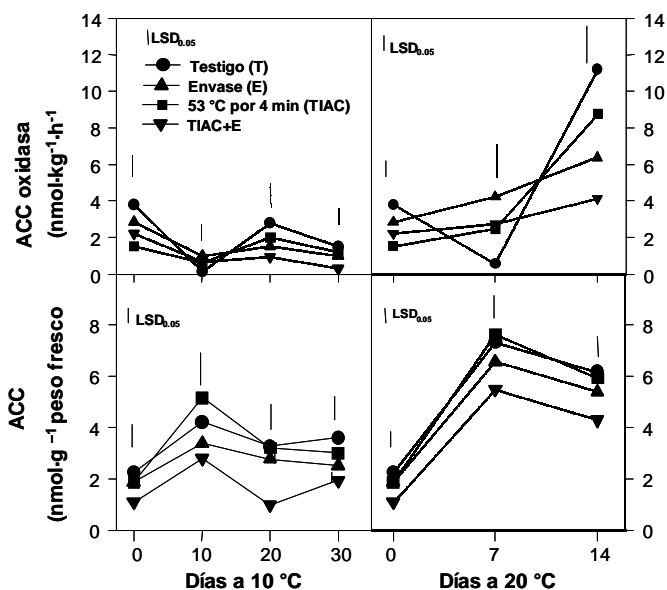 14
12
10
8
6
4
2
0
ACC oxidasa
(nmol·kg⁻¹·h⁻¹)
LSD0.05
Testigo (T)
Envase (E)
53 °C por 4 min (TIAC)
TIAC+E
LSD0.05
14
12
10
8
6
4
2
0
8
6
4
2
0
ACC
(nmol·g ⁻¹ peso fresco
LSD0.05
LSD0.05
8
6
4
2
0
0 10 20 30
Días a 10 °C
0 7 14
Días a 20 °C